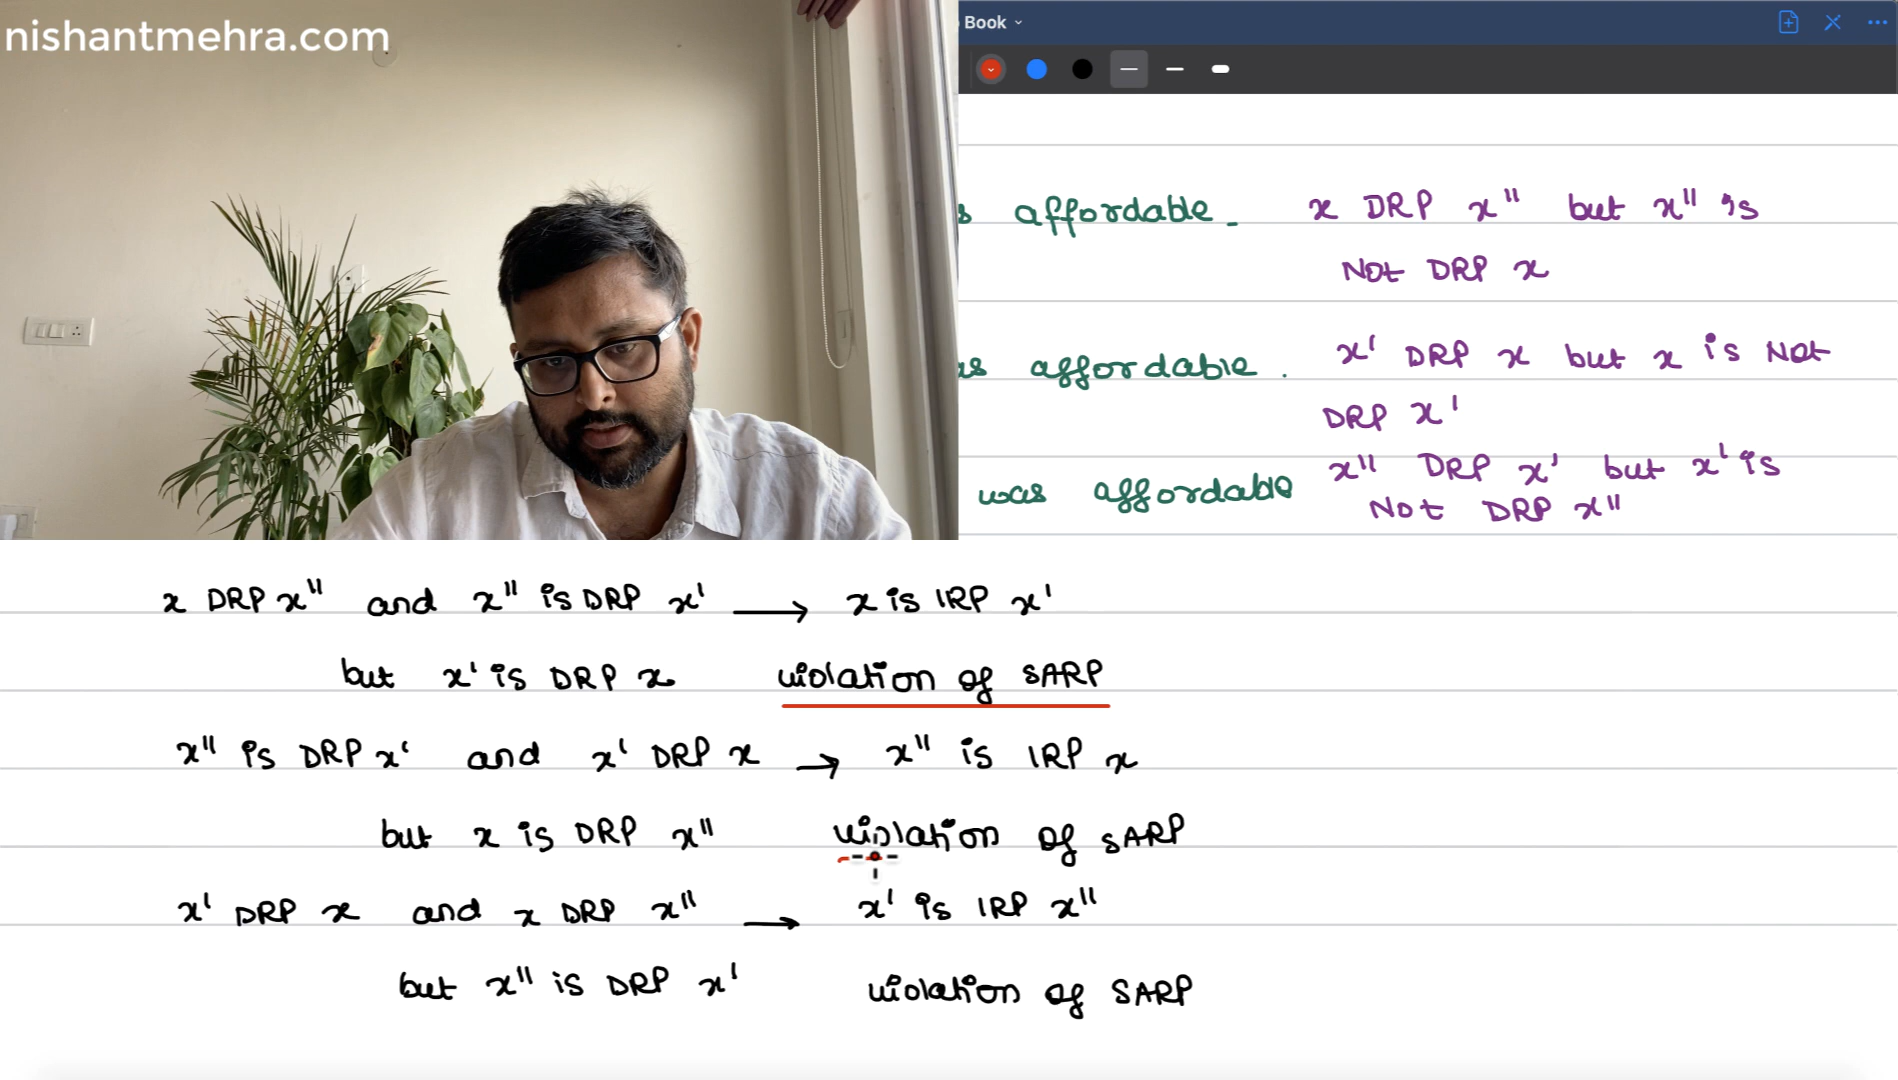 nishantmehra.com
Book
affordable. x DRP x'' but x'' is
NOt DRP x
as affordable. x' DRP x but x is Not
DRP x'
was affordable x'' DRP x' but x' is
Not DRP x''
x DRP x'' and x'' is DRP x' → x is IRP x'
but x' is DRP x violation of SARP
x'' is DRP x' and x' DRP x → x'' is IRP x
but x is DRP x'' violation of SARP
x' DRP x and x DRP x'' → x' is IRP x''
but x'' is DRP x' violation of SARP